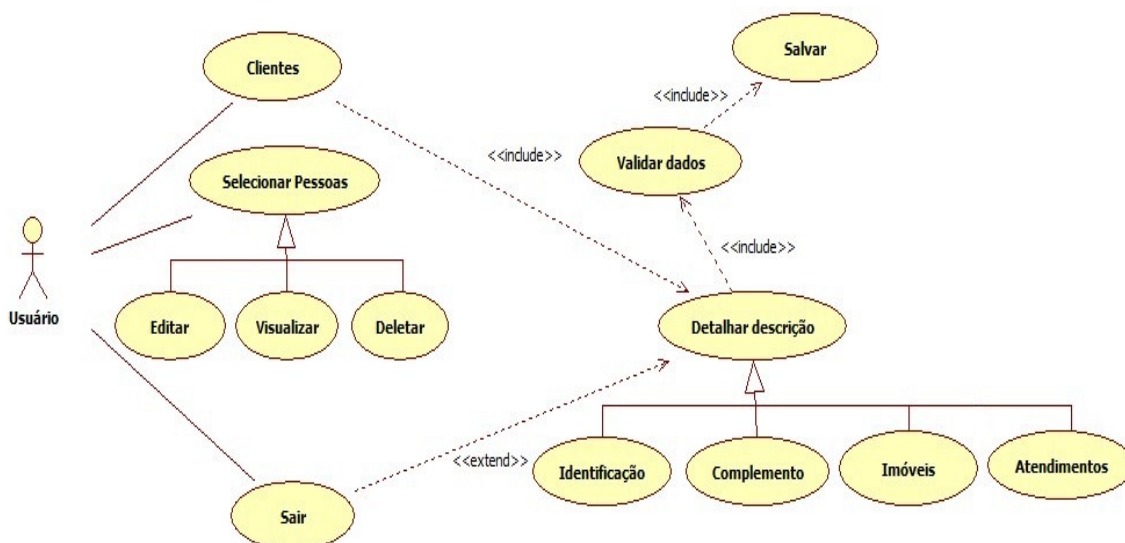 Salvar
Clientes
<<include>>
<<include>>
Validar dados
Selecionar Pessoas
<<include>>
Usuário
Editar
Visualizar
Deletar
Detalhar descrição
<<extend>>
Identificação
Complemento
Imóveis
Atendimentos
Sair